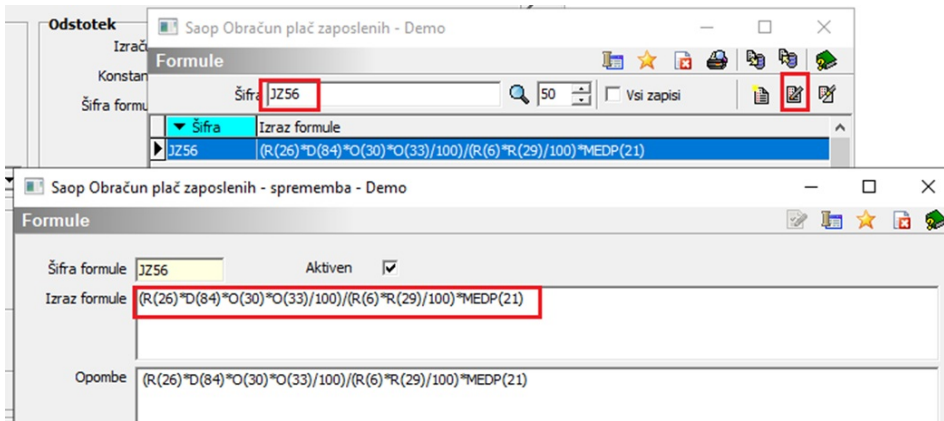 Odstotek
Izrač
Konstan
Šifra formu
Saop Obračun plač zaposlenih - Demo
Formule
Šifra JZ56 50 Vsi zapisi
Šifra Izraz formule
JZ56 (R(26)*D(84)*O(30)*O(33)/100)/(R(6)*R(29)/100)*MEDP(21)
Saop Obračun plač zaposlenih - sprememba - Demo
Formule
Šifra formule JZ56 Aktiven
Izraz formule (R(26)*D(84)*O(30)*O(33)/100)/(R(6)*R(29)/100)*MEDP(21)
Opombe (R(26)*D(84)*O(30)*O(33)/100)/(R(6)*R(29)/100)*MEDP(21)